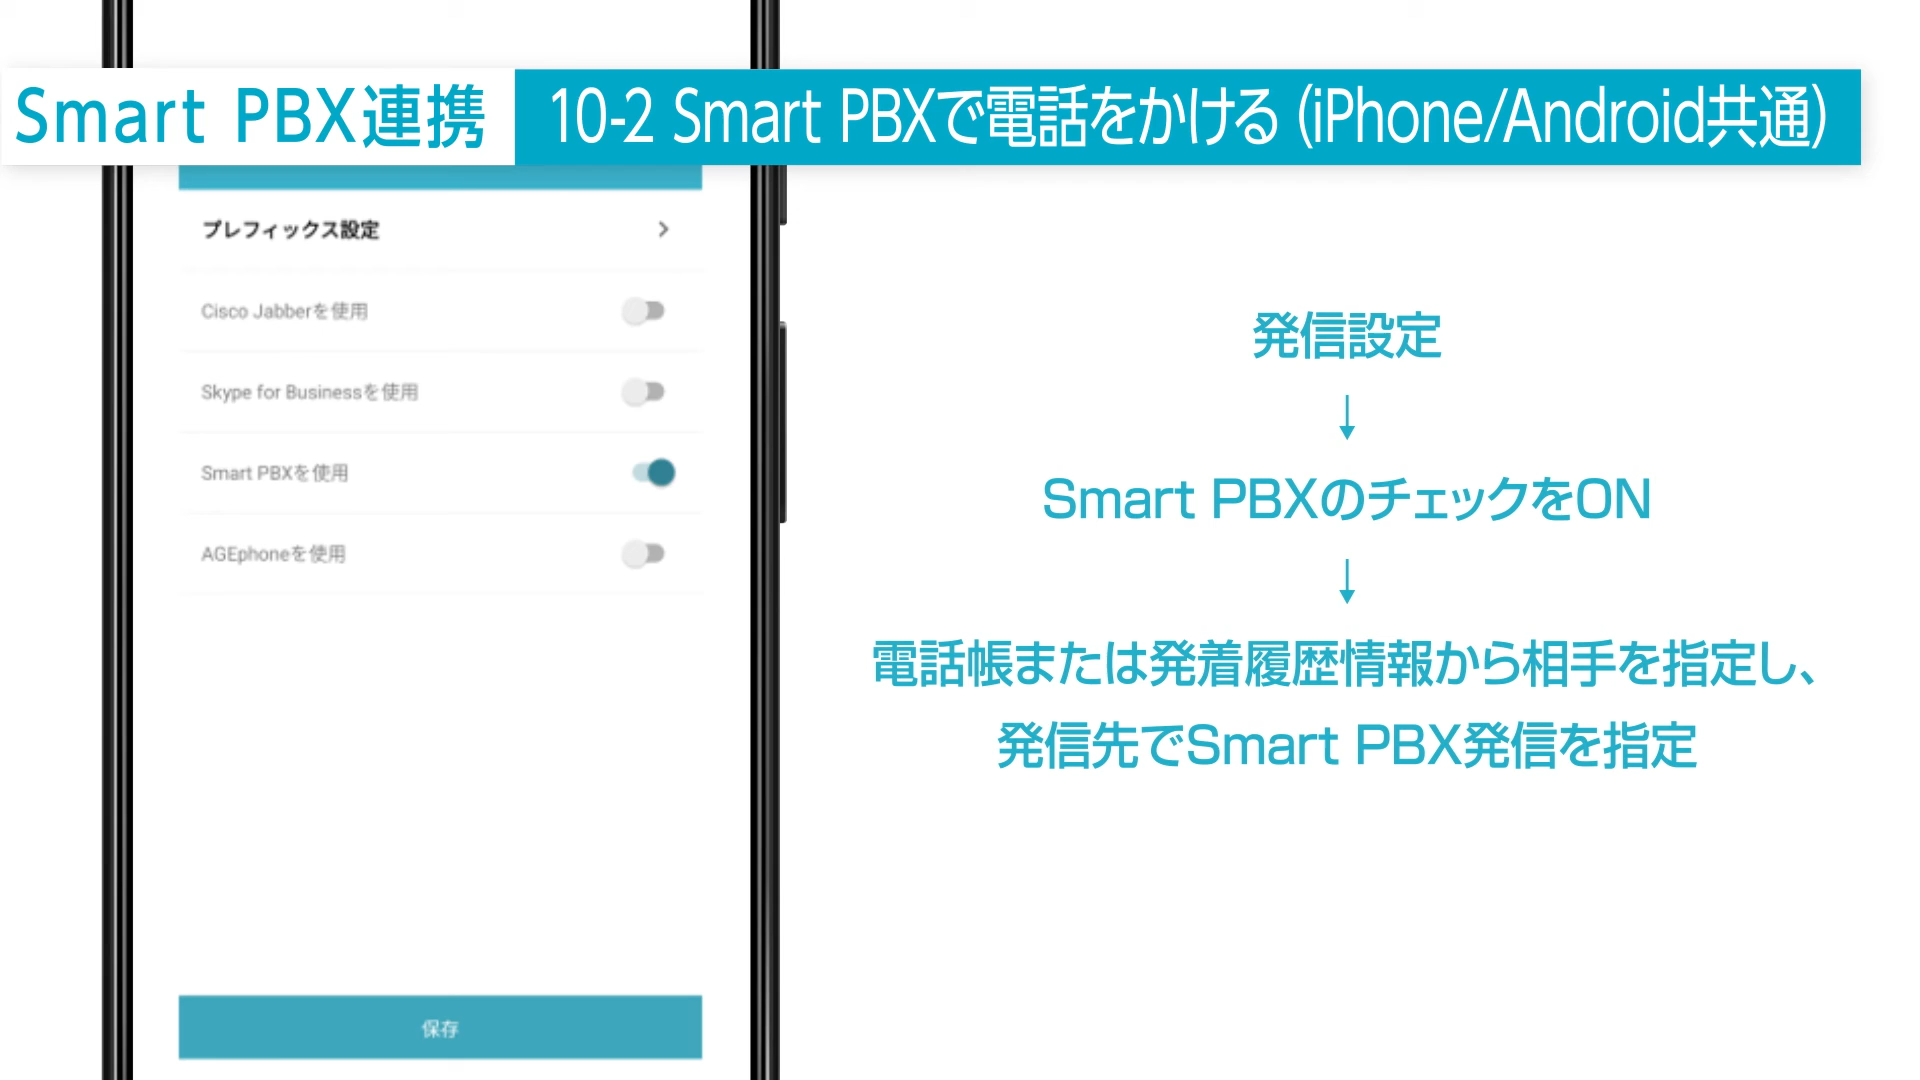 Smart PBX連携
10-2 Smart PBXで電話をかける (iPhone/Android共通)
プレフィックス設定
Cisco Jabberを使用
Skype for Businessを使用
Smart PBXを使用
AGEphoneを使用
保存
発信設定
↓
Smart PBXのチェックをON
↓
電話帳または発着履歴情報から相手を指定し、
発信先でSmart PBX発信を指定